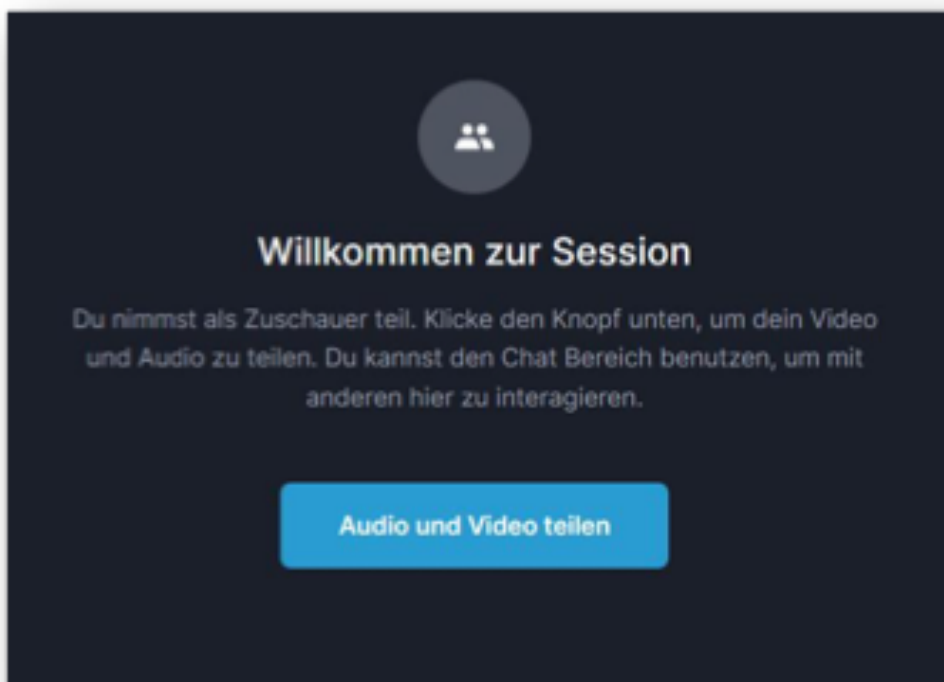 Willkommen zur Session
Du nimmst als Zuschauer teil. Klicke den Knopf unten, um dein Video
und Audio zu teilen. Du kannst den Chat Bereich benutzen, um mit
anderen hier zu interagieren.
Audio und Video teilen